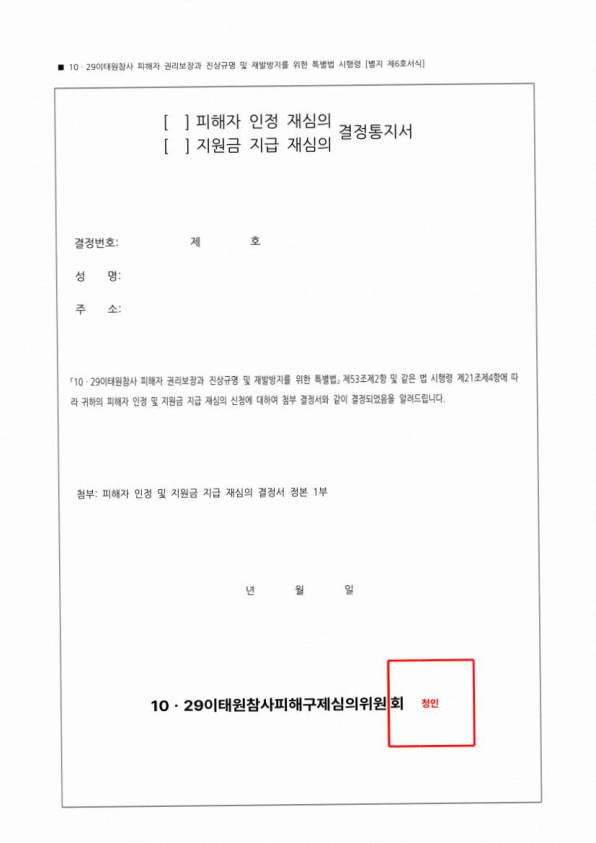 ■ 10ㆍ29이태원참사 피해자 권리보장과 진상규명 및 재발방지를 위한 특별법 시행령 [별지 제6호서식]
[ ] 피해자 인정 재심의
[ ] 지원금 지급 재심의
결정통지서
결정번호: 제 호
성 명:
주 소:
「10ㆍ29이태원참사 피해자 권리보장과 진상규명 및 재발방지를 위한 특별법」 제53조제2항 및 같은 법 시행령 제21조제4항에 따
라 귀하의 피해자 인정 및 지원금 지급 재심의 신청에 대하여 첨부 결정서와 같이 결정되었음을 알려드립니다.
첨부: 피해자 인정 및 지원금 지급 재심의 결정서 정본 1부
년 월 일
10ㆍ29이태원참사피해구제심의위원회 청인